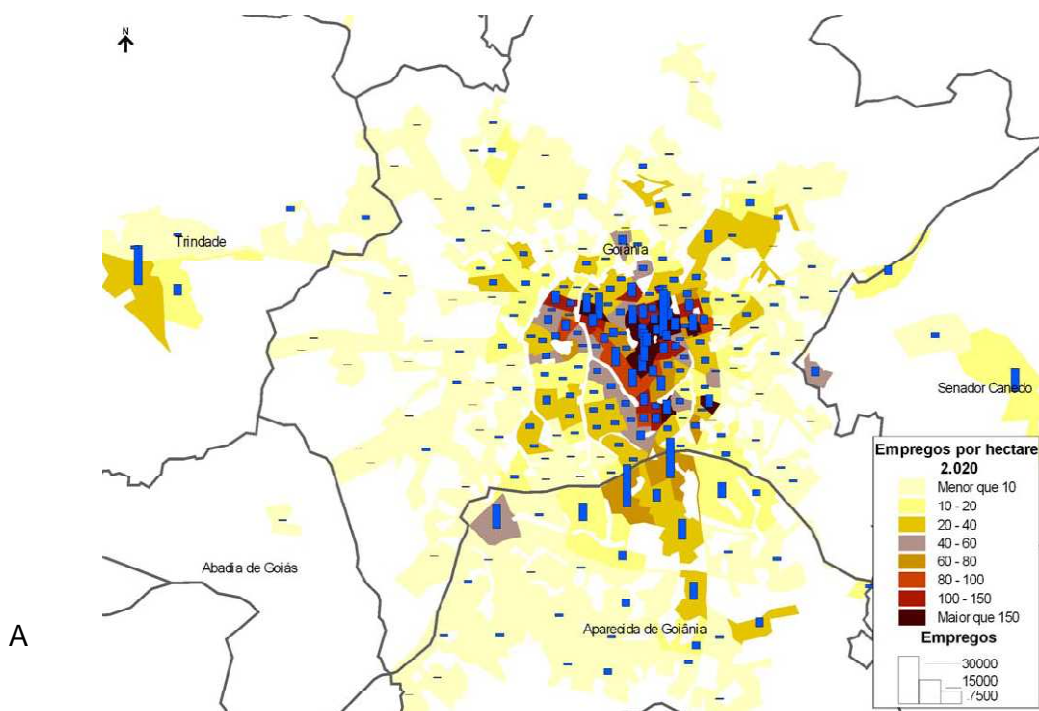 N
Trindade
Goiânia
Senador Canedo
Abadia de Goiás
Aparecida de Goiânia
A
Empregos por hectare
2.020
Menor que 10
10 - 20
20 - 40
40 - 60
60 - 80
80 - 100
100 - 150
Maior que 150
Empregos
30000
15000
7500